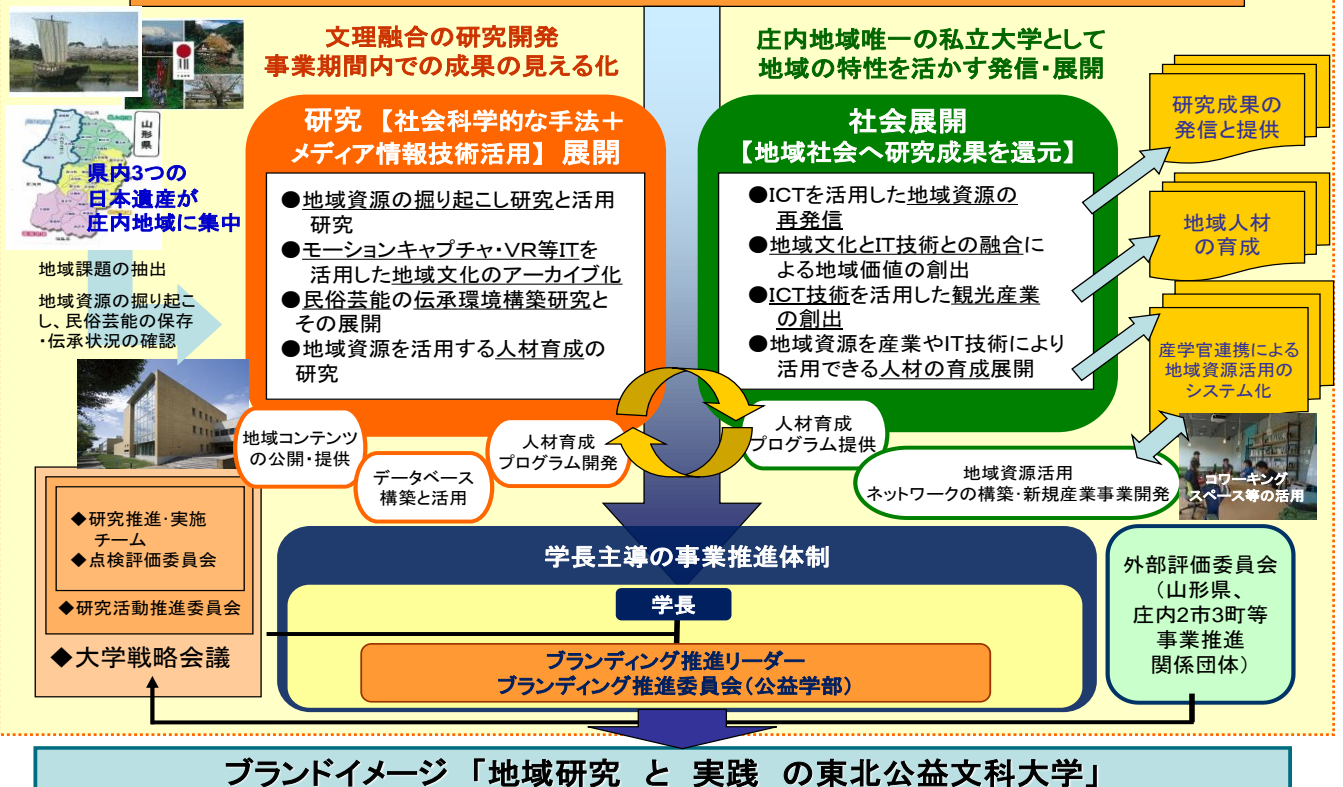 文理融合の研究開発
事業期間内での成果の見える化
庄内地域唯一の私立大学として
地域の特性を活かす発信・展開
山形県
県内3つの
日本遺産が
庄内地域に集中
地域課題の抽出
地域資源の掘り起こ
し、民俗芸能の保存
・伝承状況の確認
研究 【社会科学的な手法＋
メディア情報技術活用】 展開
●地域資源の掘り起こし研究と活用
研究
●モーションキャプチャ・VR等ITを
活用した地域文化のアーカイブ化
●民俗芸能の伝承環境構築研究と
その展開
●地域資源を活用する人材育成の
研究
社会展開
【地域社会へ研究成果を還元】
●ICTを活用した地域資源の
再発信
●地域文化とIT技術との融合に
よる地域価値の創出
●ICT技術を活用した観光産業
の創出
●地域資源を産業やIT技術により
活用できる人材の育成展開
研究成果の
発信と提供
地域人材
の育成
産学官連携による
地域資源活用の
システム化
地域コンテンツ
の公開・提供
データベース
構築と活用
人材育成
プログラム開発
人材育成
プログラム提供
地域資源活用
ネットワークの構築・新規産業事業開発
コワーキング
スペース等の活用
◆研究推進・実施
チーム
◆点検評価委員会
◆研究活動推進委員会
◆大学戦略会議
学長主導の事業推進体制
学長
ブランディング推進リーダー
ブランディング推進委員会（公益学部）
外部評価委員会
（山形県、
庄内2市3町等
事業推進
関係団体）
ブランドイメージ 「地域研究 と 実践 の東北公益文科大学」